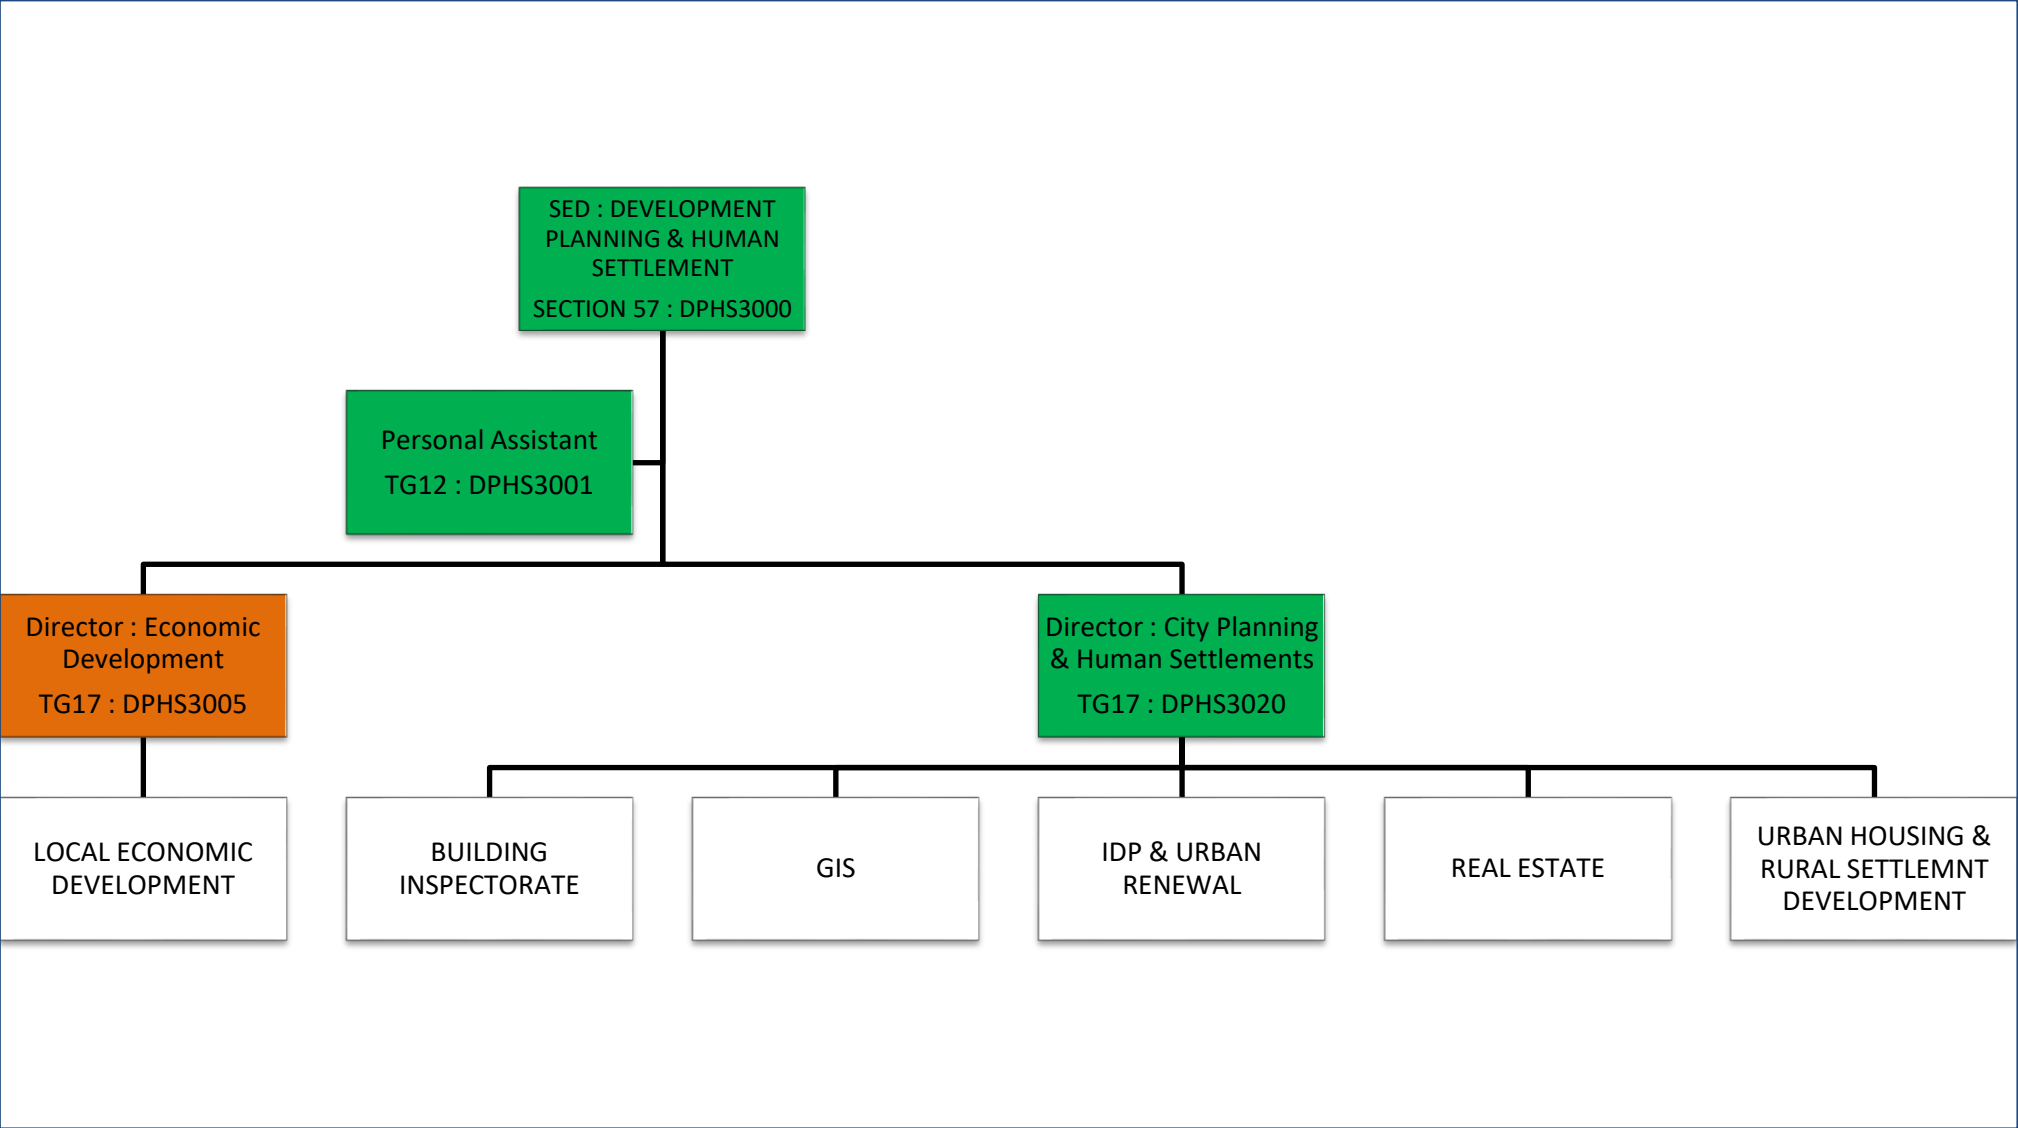 SED : DEVELOPMENT
PLANNING & HUMAN
SETTLEMENT
SECTION 57 : DPHS3000
Personal Assistant
TG12 : DPHS3001
Director : Economic
Development
TG17 : DPHS3005
Director : City Planning
& Human Settlements
TG17 : DPHS3020
LOCAL ECONOMIC
DEVELOPMENT
BUILDING
INSPECTORATE
GIS
IDP & URBAN
RENEWAL
REAL ESTATE
URBAN HOUSING &
RURAL SETTLEMNT
DEVELOPMENT